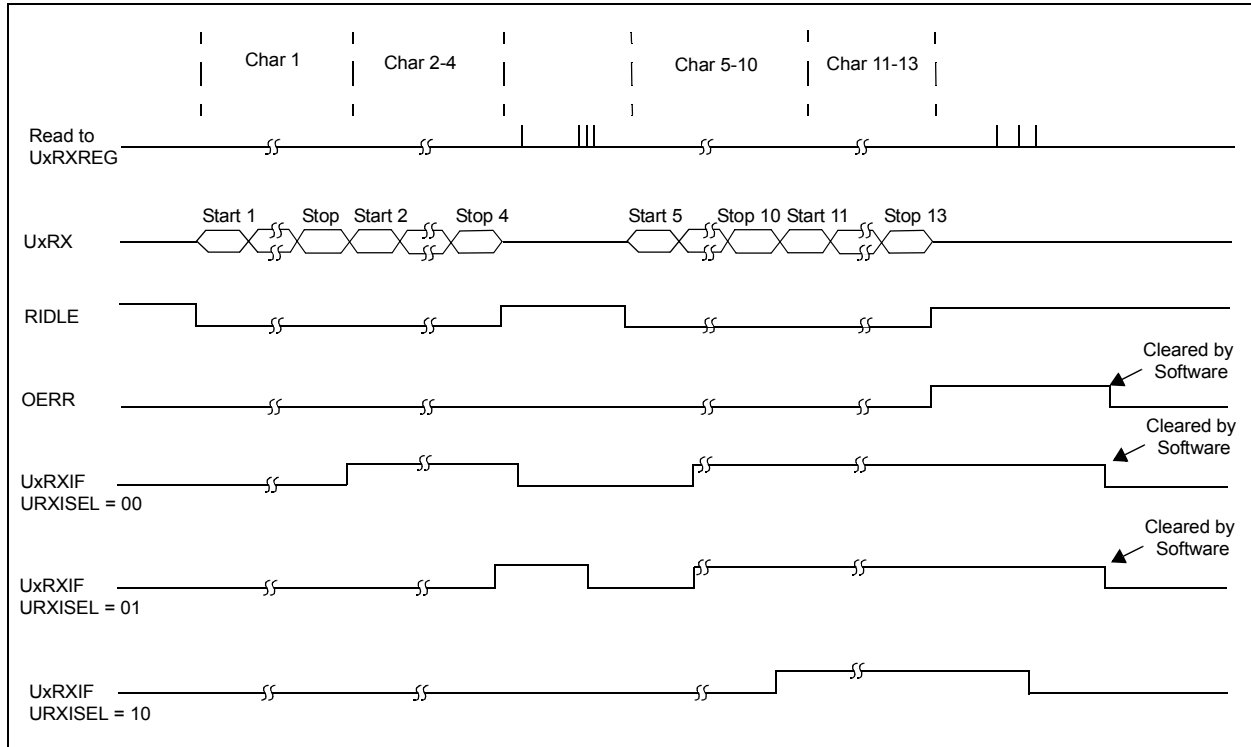 Char 1
Char 2-4
Char 5-10
Char 11-13
Read to
UxRXREG
Start 1
Stop
Start 2
Stop 4
Start 5
Stop 10
Start 11
Stop 13
UxRX
RIDLE
Cleared by
Software
OERR
Cleared by
Software
UxRXIF
URXISEL = 00
Cleared by
Software
UxRXIF
URXISEL = 01
UxRXIF
URXISEL = 10